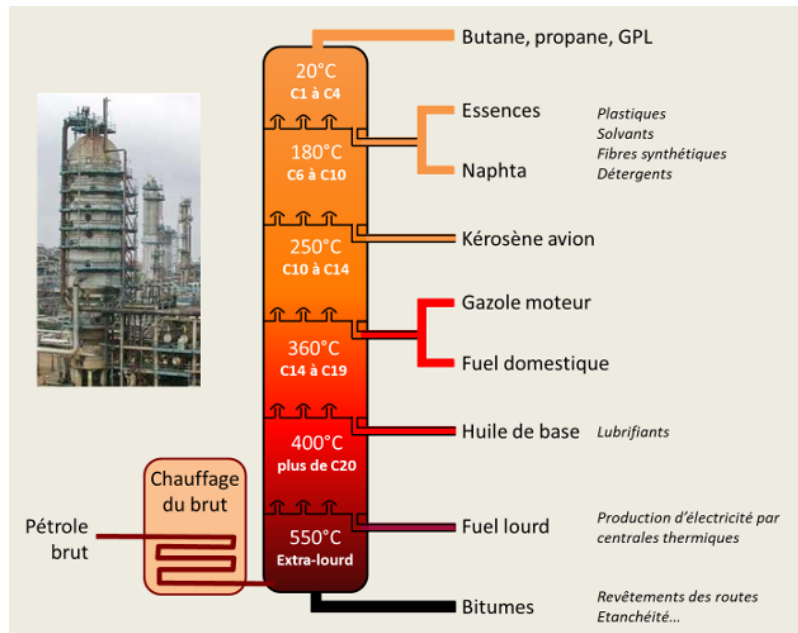 Butane, propane, GPL
20°C
C1 à C4
Essences
Plastiques
Solvants
Fibres synthétiques
Détergents
Naphta
180°C
C6 à C10
Kérosène avion
250°C
C10 à C14
Gazole moteur
Fuel domestique
360°C
C14 à C19
Huile de base
Lubrifiants
400°C
plus de C20
Chauffage
du brut
Pétrole
brut
Fuel lourd
Production d'électricité par
centrales thermiques
550°C
Extra-lourd
Bitumes
Revêtements des routes
Etanchéité...